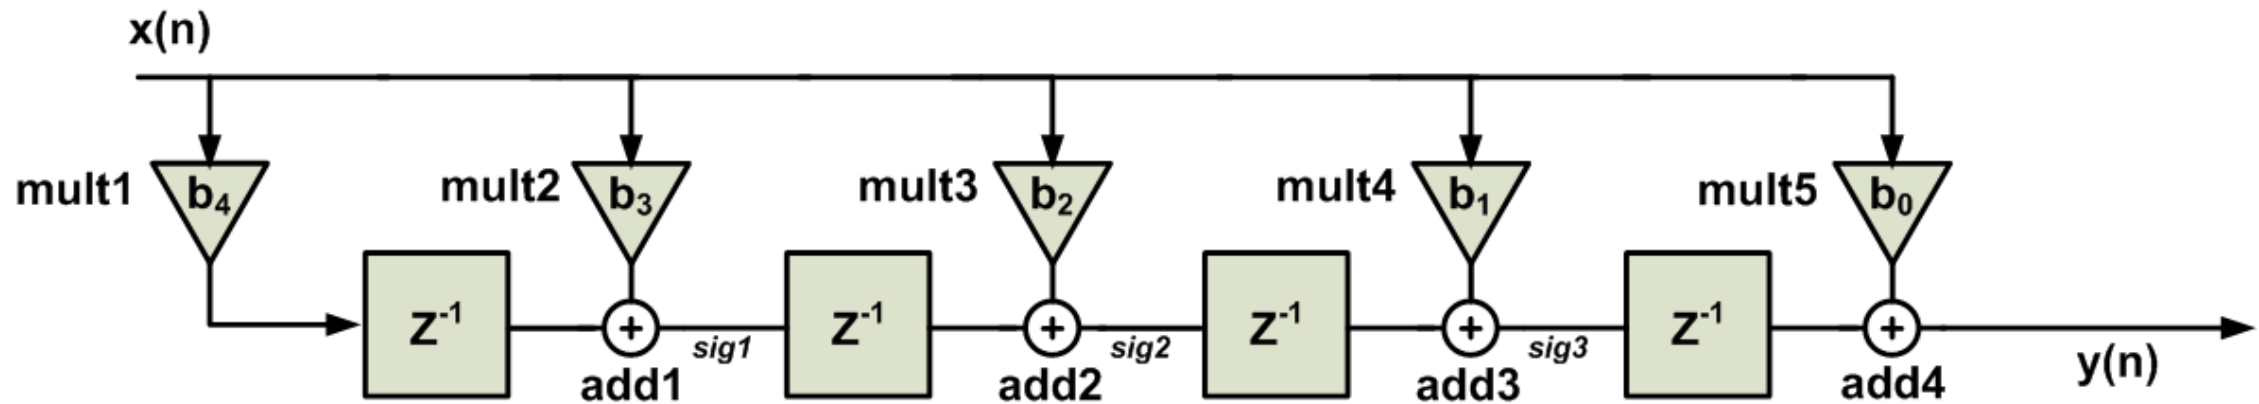 x(n)
mult1
b₄
mult2
b₃
mult3
b₂
mult4
b₁
mult5
b₀
Z⁻¹
+
sig1
Z⁻¹
+
sig2
Z⁻¹
+
sig3
Z⁻¹
+
add1
add2
add3
add4
y(n)